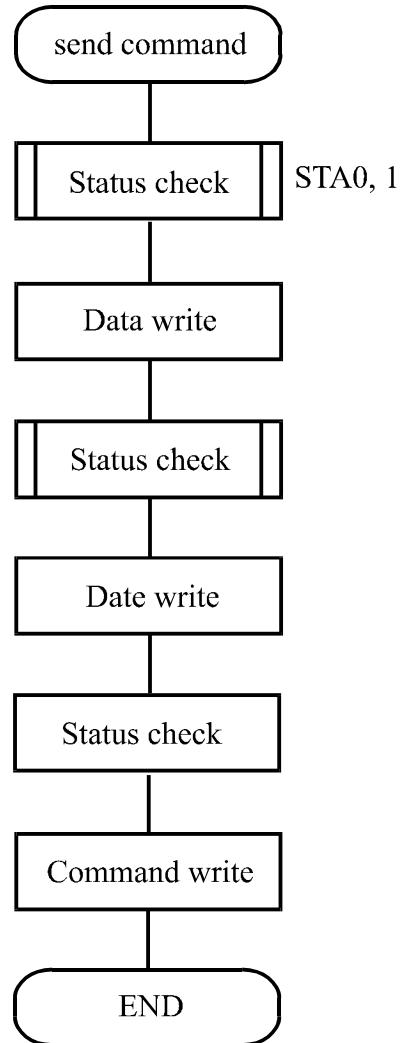 send command
Status check
STA0, 1
Data write
Status check
Date write
Status check
Command write
END